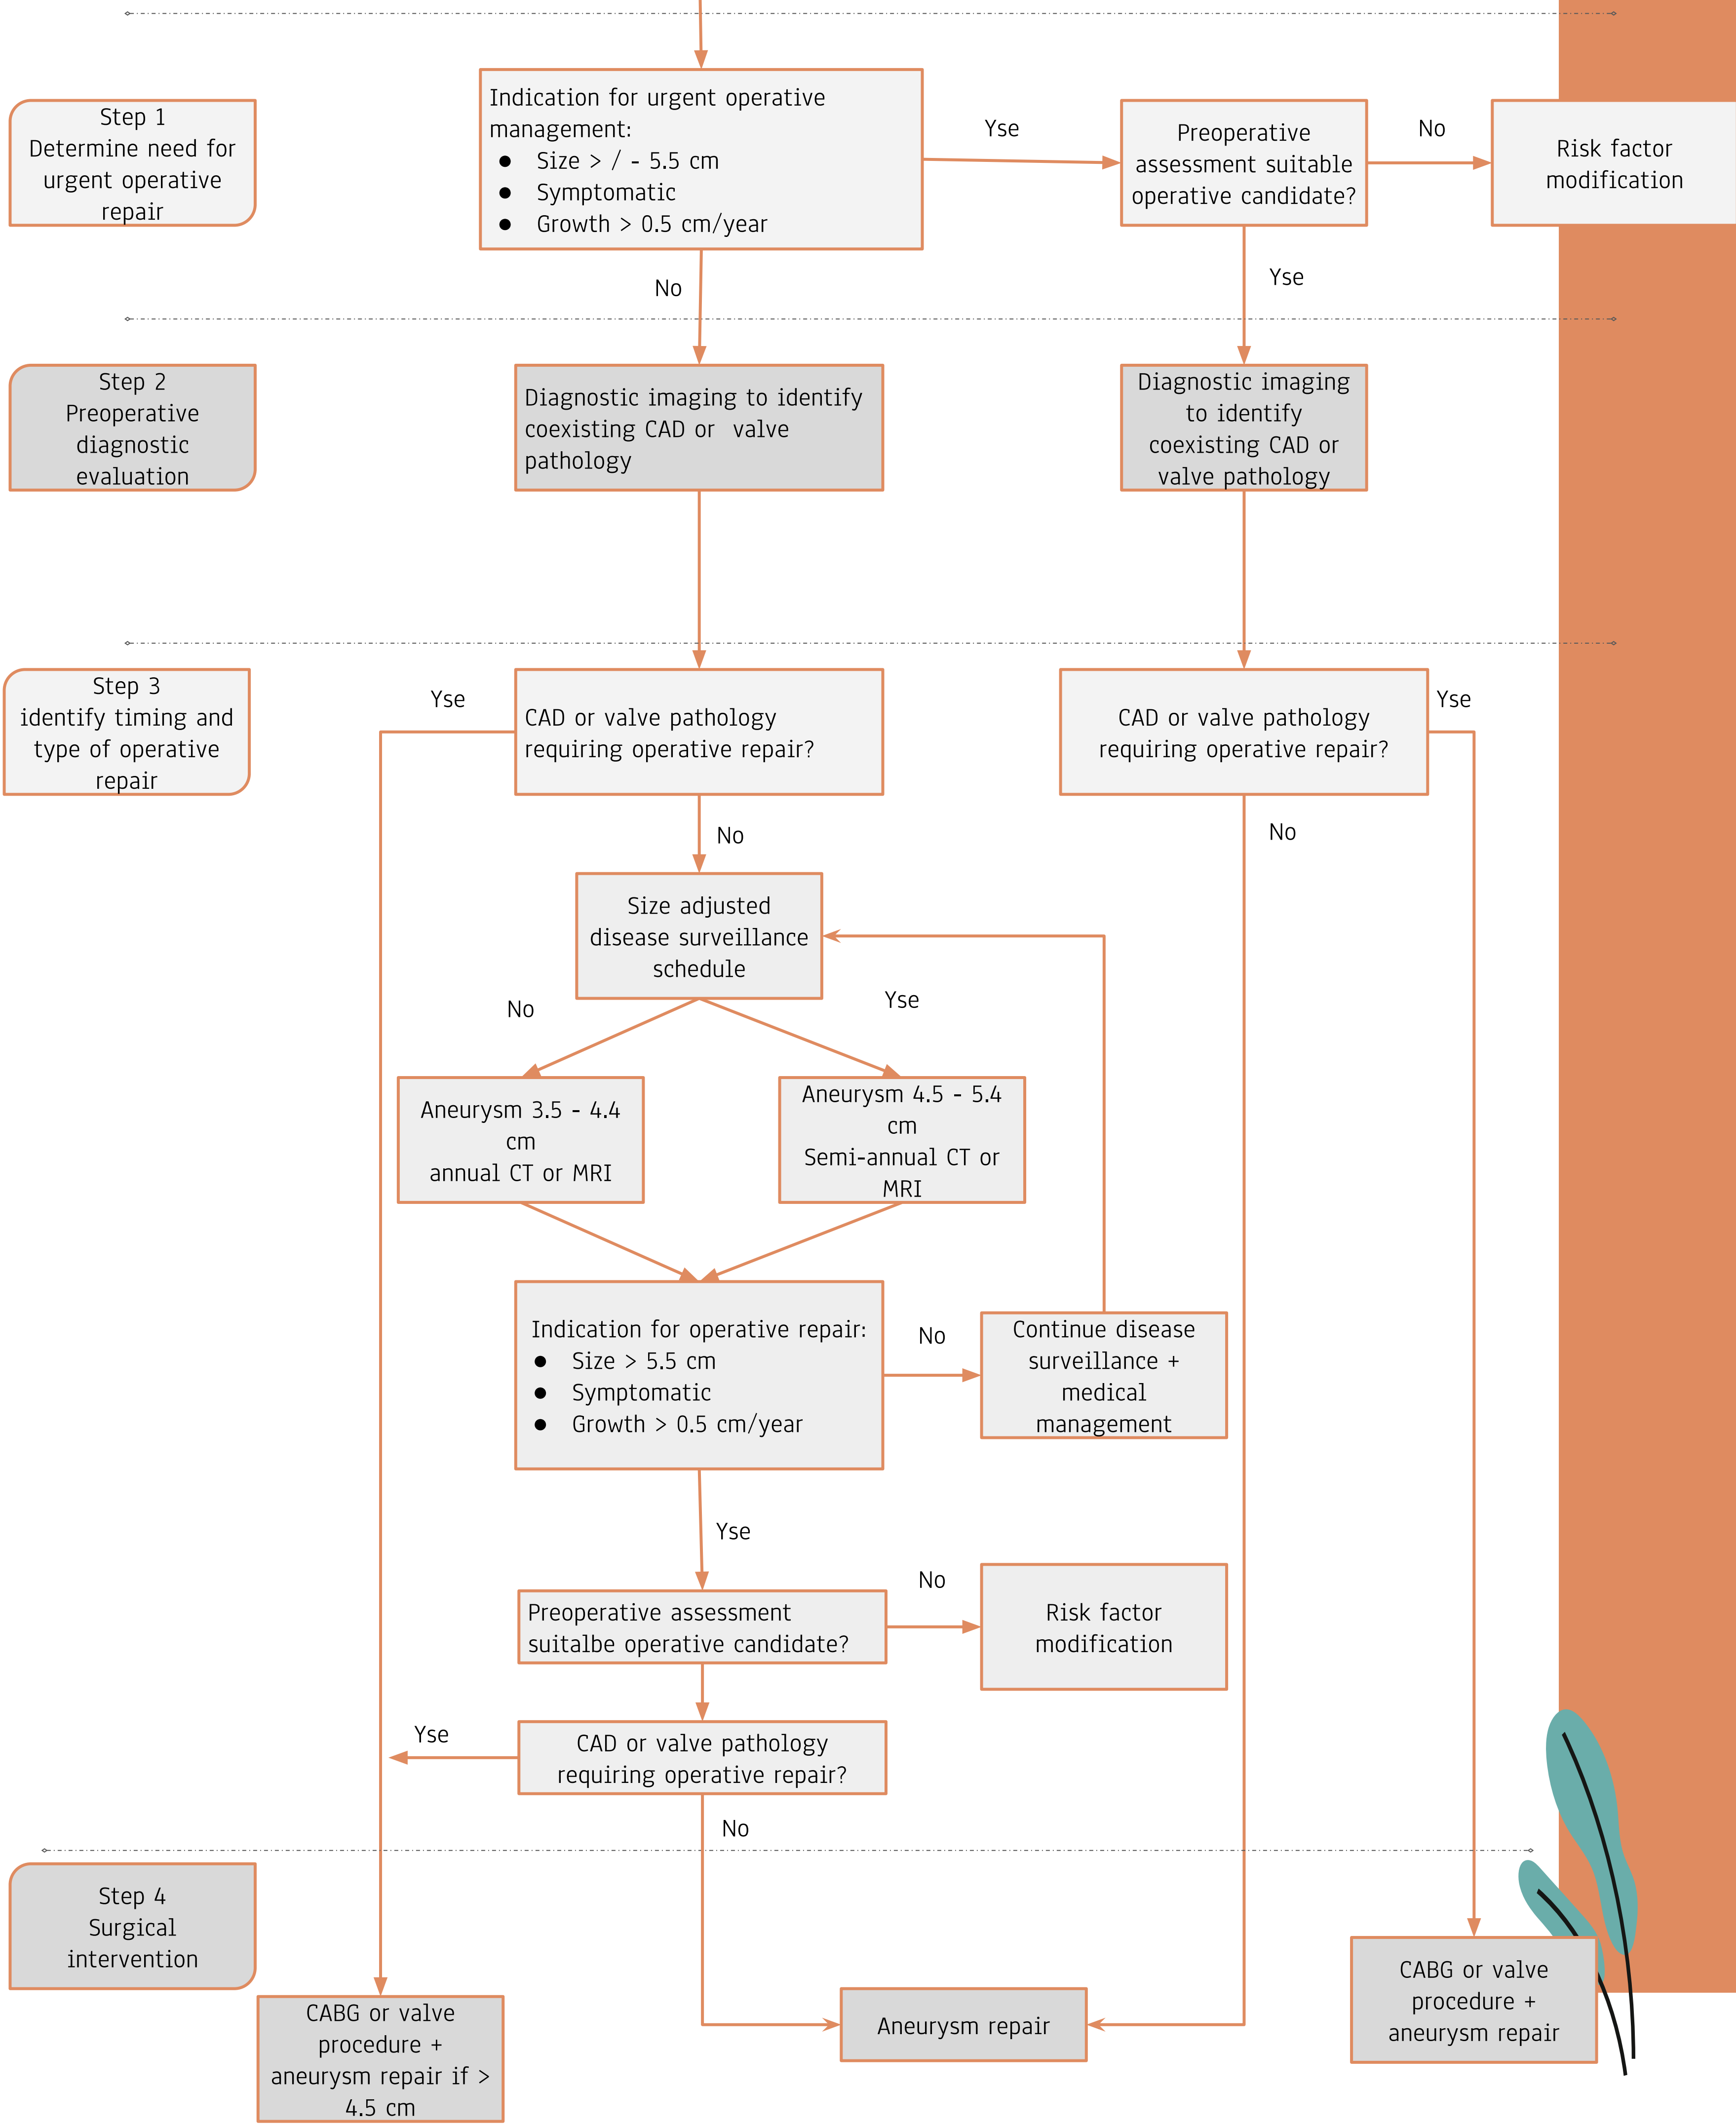 Step 1
Determine need for
urgent operative
repair
Indication for urgent operative
management:
● Size > / - 5.5 cm
● Symptomatic
● Growth > 0.5 cm/year
Yse
Preoperative
assessment suitable
operative candidate?
No
Risk factor
modification
No
Yse
Step 2
Preoperative
diagnostic
evaluation
Diagnostic imaging to identify
coexisting CAD or valve
pathology
Diagnostic imaging
to identify
coexisting CAD or
valve pathology
Step 3
identify timing and
type of operative
repair
Yse
CAD or valve pathology
requiring operative repair?
CAD or valve pathology
requiring operative repair?
Yse
No
No
Size adjusted
disease surveillance
schedule
No
Yse
Aneurysm 3.5 - 4.4
cm
annual CT or MRI
Aneurysm 4.5 - 5.4
cm
Semi-annual CT or
MRI
Indication for operative repair:
● Size > 5.5 cm
● Symptomatic
● Growth > 0.5 cm/year
No
Continue disease
surveillance +
medical
management
Yse
Preoperative assessment
suitalbe operative candidate?
No
Risk factor
modification
Yse
CAD or valve pathology
requiring operative repair?
No
Step 4
Surgical
intervention
CABG or valve
procedure +
aneurysm repair if >
4.5 cm
Aneurysm repair
CABG or valve
procedure +
aneurysm repair